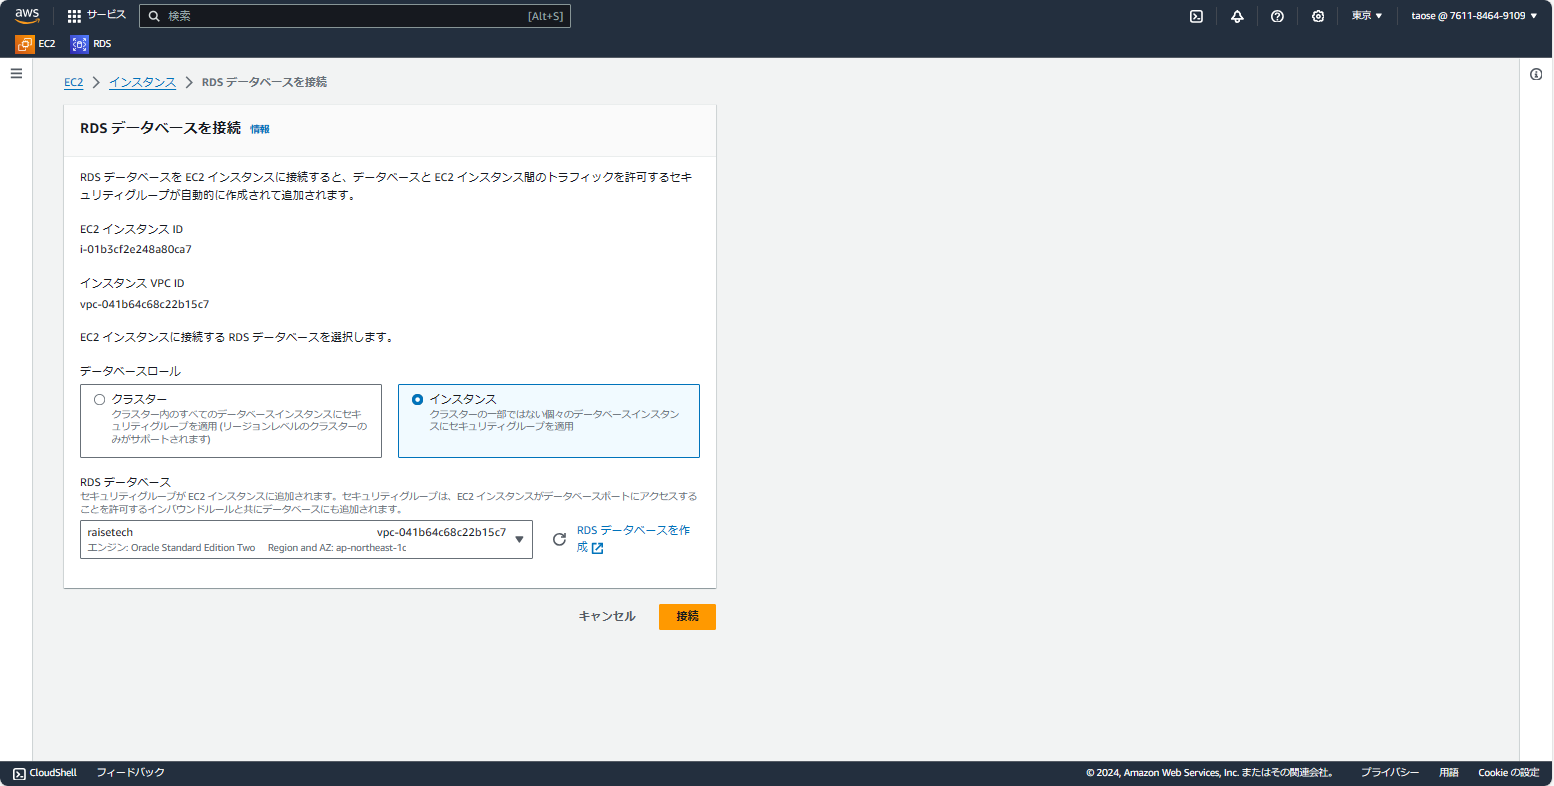 aws
サービス
検索
[Alt+S]
東京 ▼
taose @ 7611-8464-9109 ▼
EC2
RDS
EC2 > インスタンス > RDS データベースを接続
RDS データベースを接続 情報
RDS データベースを EC2 インスタンスに接続すると、データベースと EC2 インスタンス間のトラフィックを許可するセキ
ュリティグループが自動的に作成されて追加されます。
EC2 インスタンス ID
i-01b3cf2e248a80ca7
インスタンス VPC ID
vpc-041b64c68c22b15c7
EC2 インスタンスに接続する RDS データベースを選択します。
データベースロール
クラスター
クラスター内のすべてのデータベースインスタンスにセキ
ュリティグループを適用 (リージョンレベルのクラスターの
みがサポートされます)
インスタンス
クラスターの一部ではない個々のデータベースインスタン
スにセキュリティグループを適用
RDS データベース
セキュリティグループが EC2 インスタンスに追加されます。セキュリティグループは、EC2 インスタンスがデータベースポートにアクセスする
ことを許可するインバウンドルールと共にデータベースにも追加されます。
raisetech vpc-041b64c68c22b15c7
エンジン: Oracle Standard Edition Two Region and AZ: ap-northeast-1c
RDS データベースを作
成
キャンセル
接続
CloudShell
フィードバック
© 2024, Amazon Web Services, Inc. またはその関連会社。
プライバシー
用語
Cookie の設定